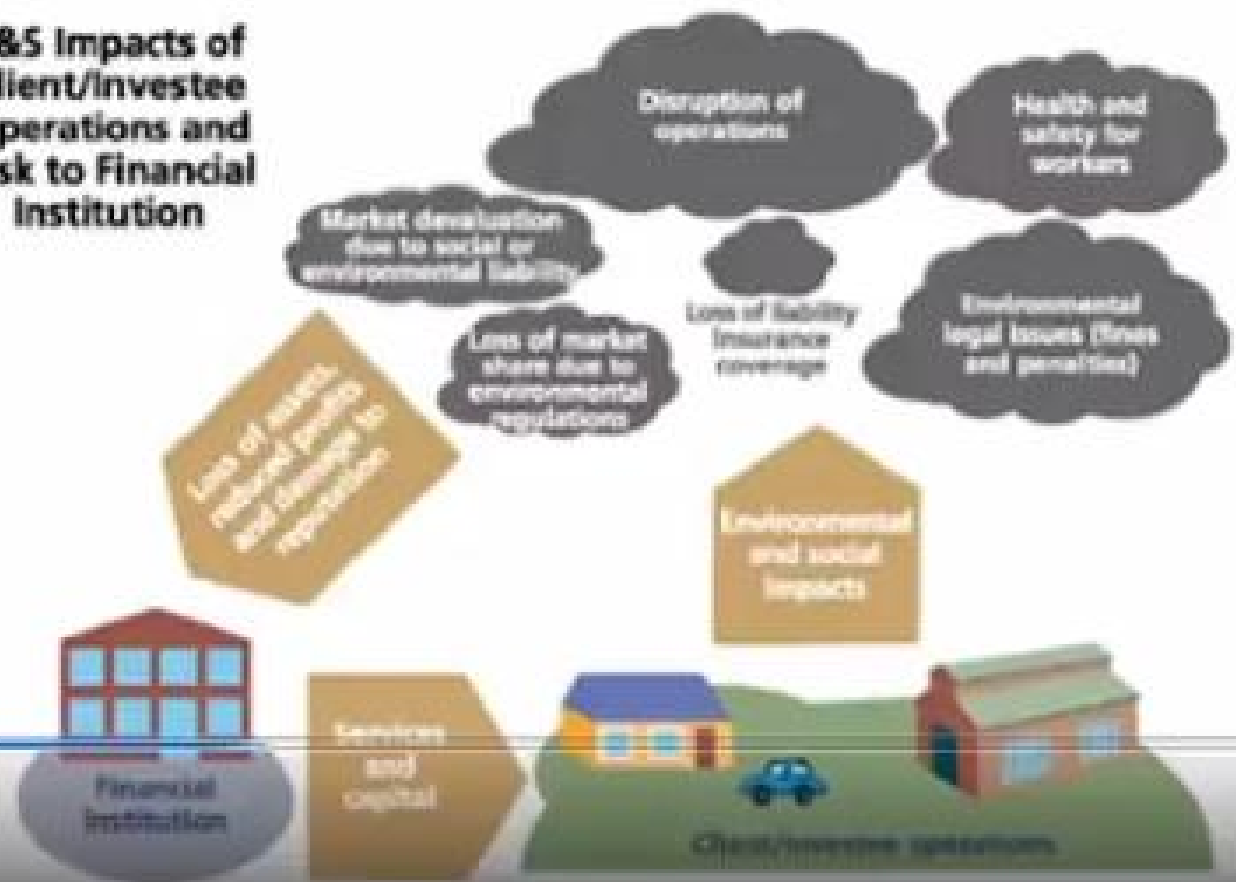 &S Impacts of
lient/Investee
perations and
sk to Financial
Institution
Disruption of
operations
Health and
safety for
workers
Market devaluation
due to social or
environmental liability
Loss of liability
Insurance
coverage
Environmental
legal issues (fines
and penalties)
Loss of market
share due to
environmental
regulations
Loss of assets,
reduced profits
and damage to
reputation
Environmental
and social
impacts
Services
and
capital
Financial
Institution
Client/investee operations